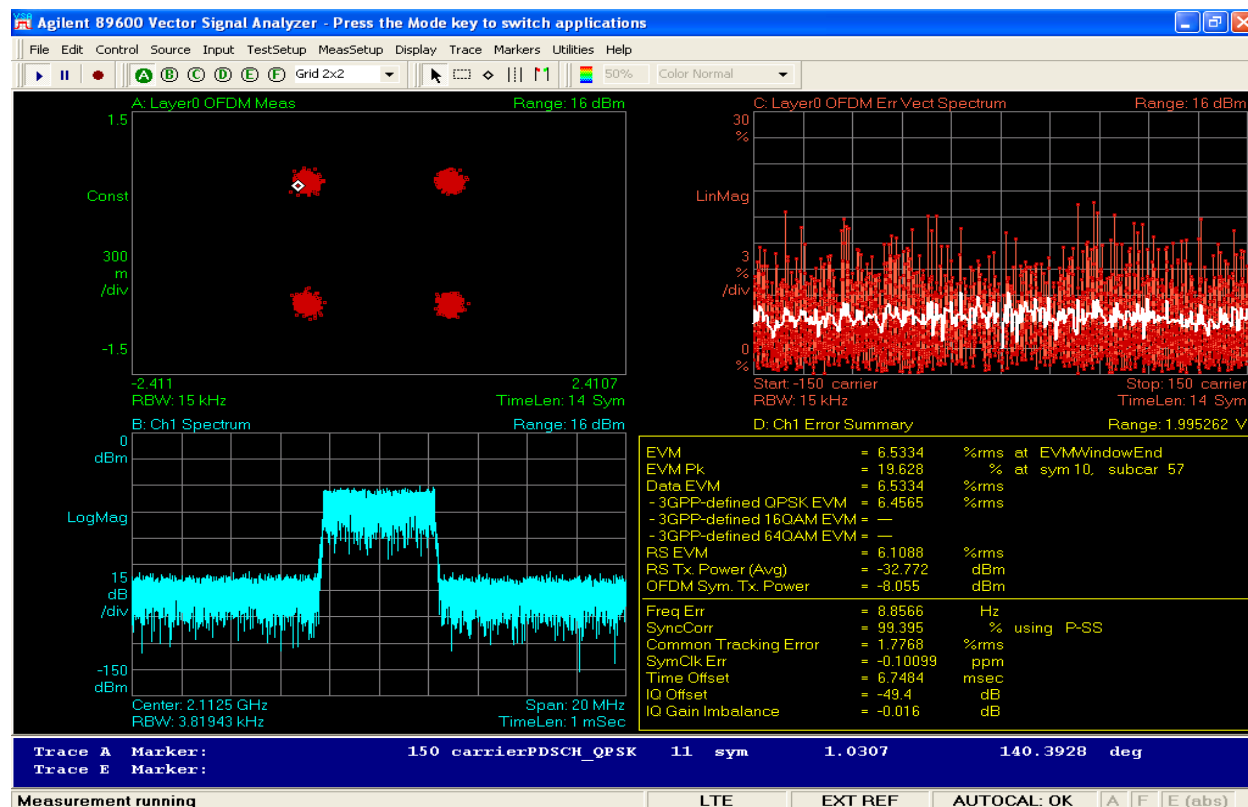 Agilent 89600 Vector Signal Analyzer - Press the Mode key to switch applications
File Edit Control Source Input TestSetup MeasSetup Display Trace Markers Utilities Help
A B C D E F Grid 2x2 50% Color Normal
A: Layer0 OFDM Meas Range: 16 dBm
1.5
Const
300
m
/div
-1.5
-2.411 2.4107
RBW: 15 kHz TimeLen: 14 Sym
C: Layer0 OFDM Err Vect Spectrum Range: 16 dBm
30
%
LinMag
3
%
/div
0
%
Start: -150 carrier Stop: 150 carrier
RBW: 15 kHz TimeLen: 14 Sym
B: Ch1 Spectrum Range: 16 dBm
0
dBm
LogMag
15
dB
/div
-150
dBm
Center: 2.1125 GHz Span: 20 MHz
RBW: 3.81943 kHz TimeLen: 1 mSec
D: Ch1 Error Summary Range: 1.995262 V
EVM = 6.5334 %rms at EVMWindowEnd
EVM Pk = 19.628 % at sym 10, subcar 57
Data EVM = 6.5334 %rms
- 3GPP-defined QPSK EVM = 6.4565 %rms
- 3GPP-defined 16QAM EVM = —
- 3GPP-defined 64QAM EVM = —
RS EVM = 6.1088 %rms
RS Tx. Power (Avg) = -32.772 dBm
OFDM Sym. Tx. Power = -8.055 dBm
Freq Err = 8.8566 Hz
SyncCorr = 99.395 % using P-SS
Common Tracking Error = 1.7768 %rms
SymClk Err = -0.10099 ppm
Time Offset = 6.7484 msec
IQ Offset = -49.4 dB
IQ Gain Imbalance = -0.016 dB
Trace A Marker: 150 carrierPDSCH_QPSK 11 sym 1.0307 140.3928 deg
Trace E Marker:
Measurement running LTE EXT REF AUTOCAL: OK A F E (abs)